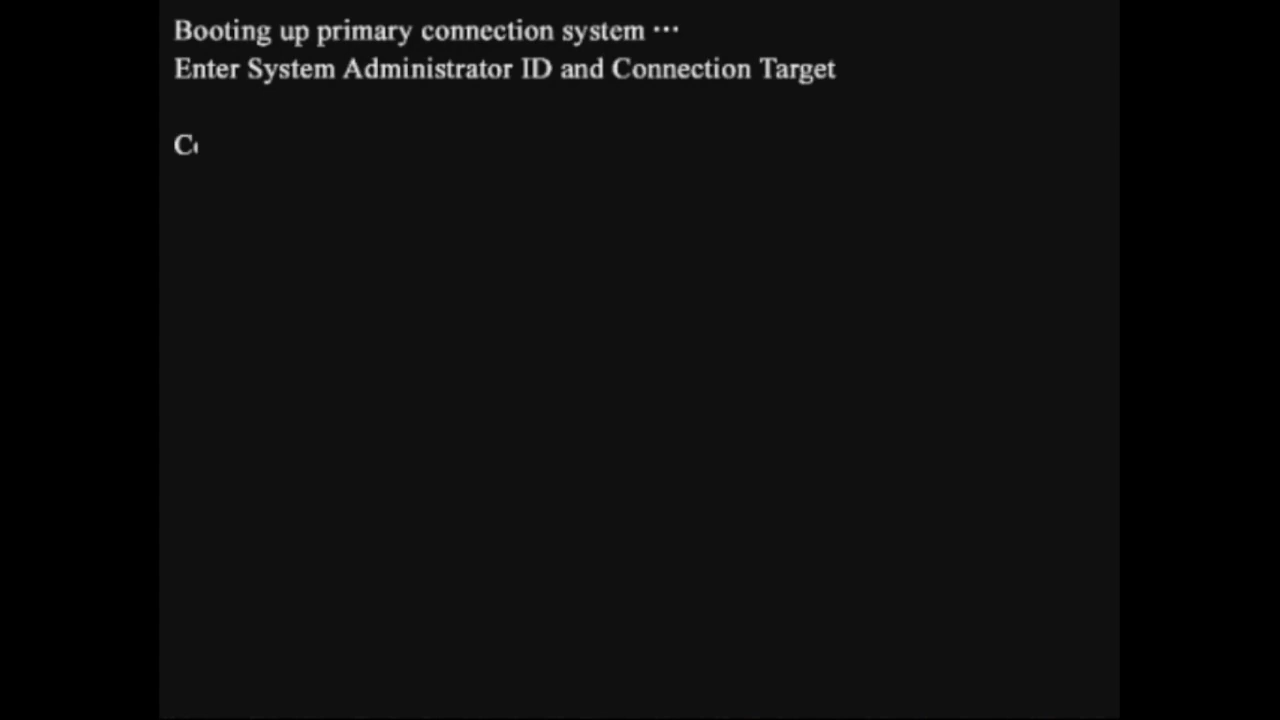 Booting up primary connection system ···
Enter System Administrator ID and Connection Target
C